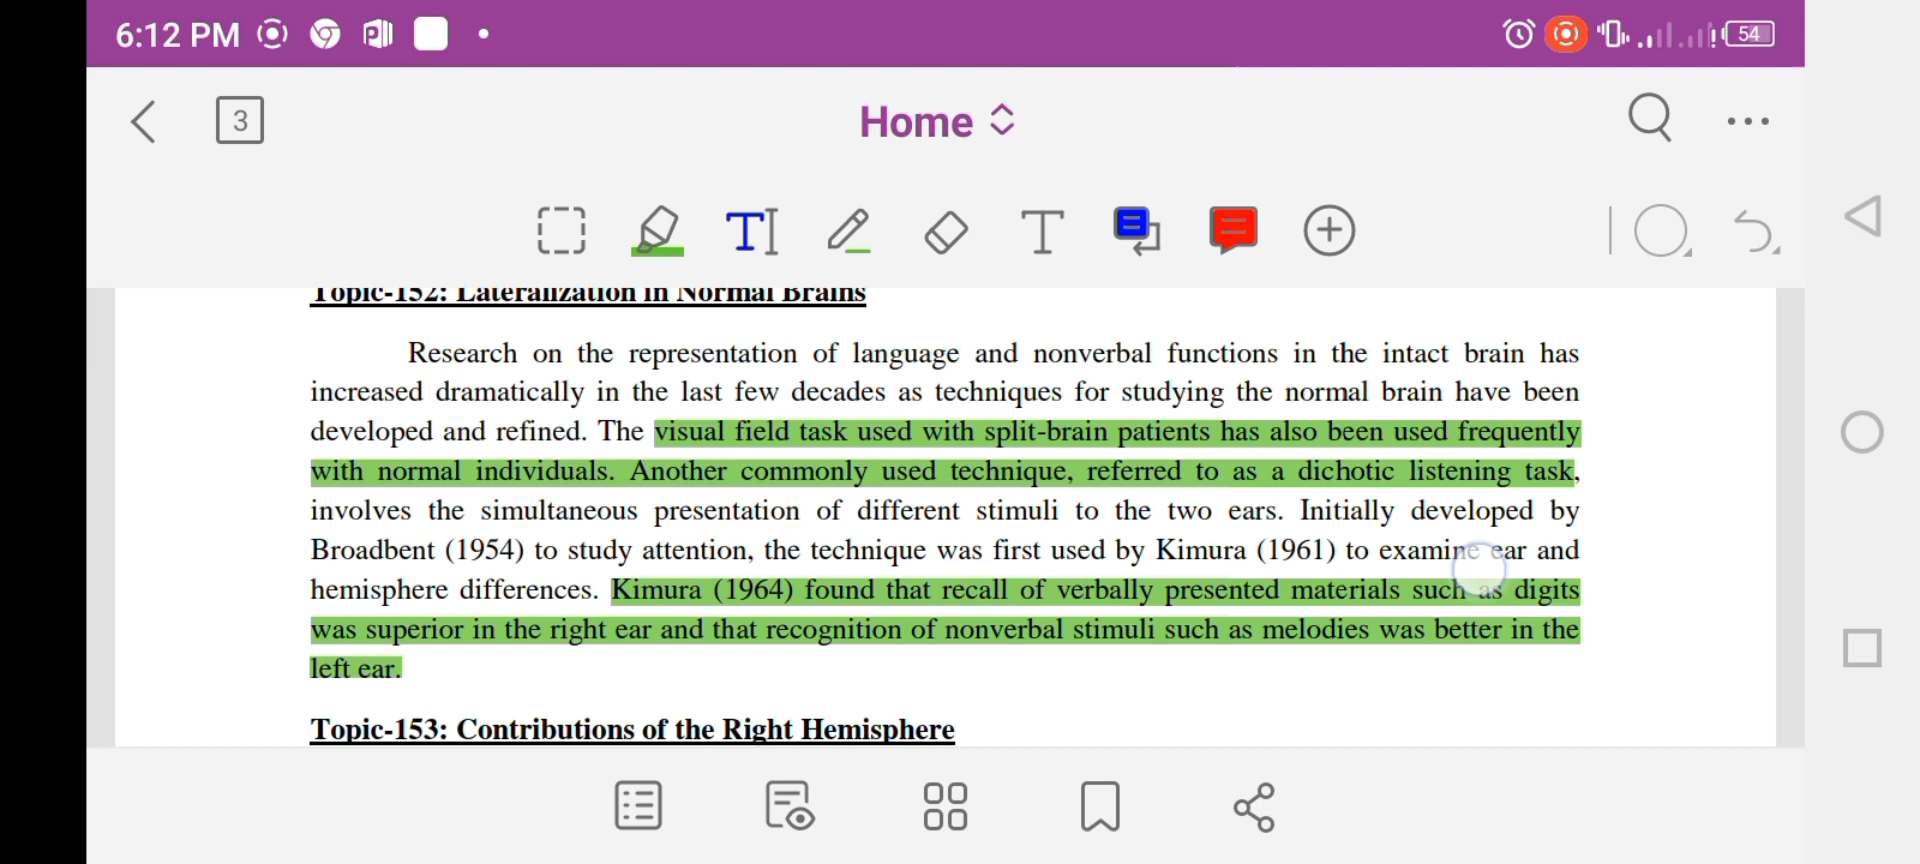 6:12 PM
54
3
Home
Topic-152: Lateralization in Normal Brains
Research on the representation of language and nonverbal functions in the intact brain has
increased dramatically in the last few decades as techniques for studying the normal brain have been
developed and refined. The visual field task used with split-brain patients has also been used frequently
with normal individuals. Another commonly used technique, referred to as a dichotic listening task,
involves the simultaneous presentation of different stimuli to the two ears. Initially developed by
Broadbent (1954) to study attention, the technique was first used by Kimura (1961) to examine ear and
hemisphere differences. Kimura (1964) found that recall of verbally presented materials such as digits
was superior in the right ear and that recognition of nonverbal stimuli such as melodies was better in the
left ear.
Topic-153: Contributions of the Right Hemisphere